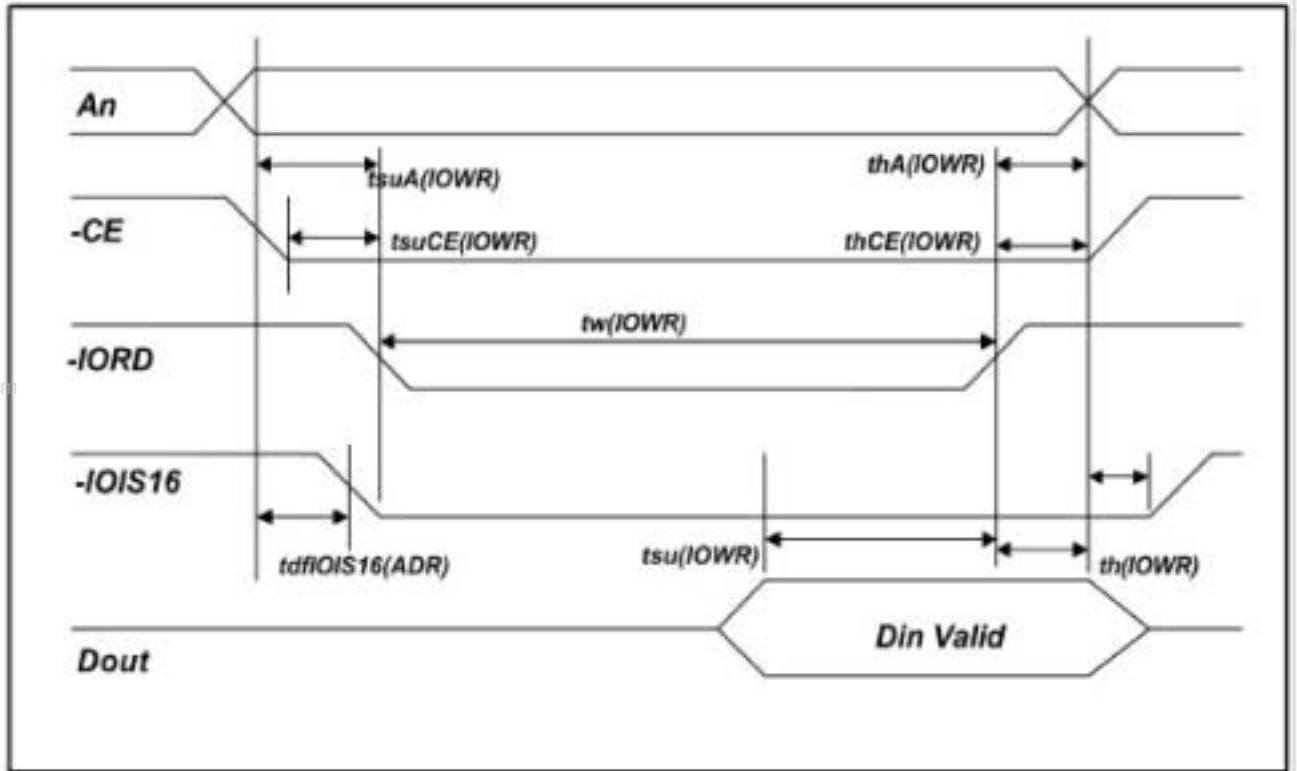 An
tsuA(IOWR)
thA(IOWR)
-CE
tsuCE(IOWR)
thCE(IOWR)
tw(IOWR)
-IORD
-IOIS16
tsu(IOWR)
tdfIOIS16(ADR)
th(IOWR)
Din Valid
Dout
m